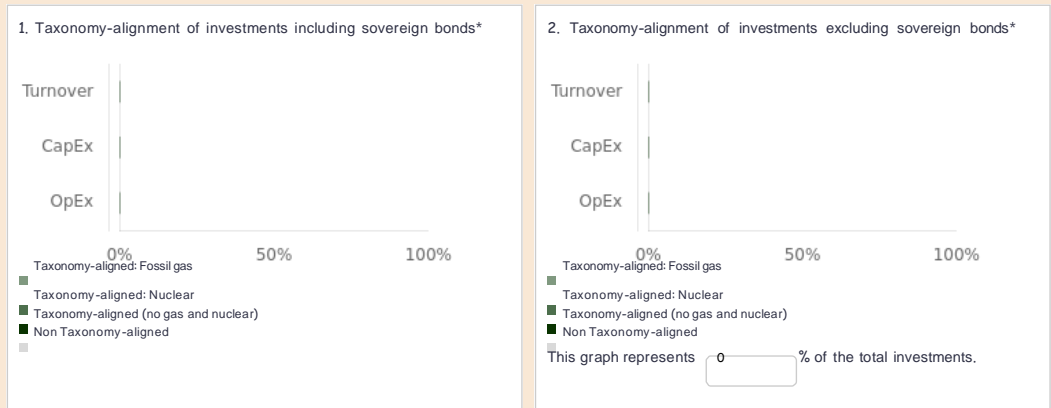 1. Taxonomy-alignment of investments including sovereign bonds*
Turnover
CapEx
OpEx
0% 50% 100%
Taxonomy-aligned: Fossil gas
Taxonomy-aligned: Nuclear
Taxonomy-aligned (no gas and nuclear)
Non Taxonomy-aligned
2. Taxonomy-alignment of investments excluding sovereign bonds*
Turnover
CapEx
OpEx
0% 50% 100%
Taxonomy-aligned: Fossil gas
Taxonomy-aligned: Nuclear
Taxonomy-aligned (no gas and nuclear)
Non Taxonomy-aligned
This graph represents 0 % of the total investments.